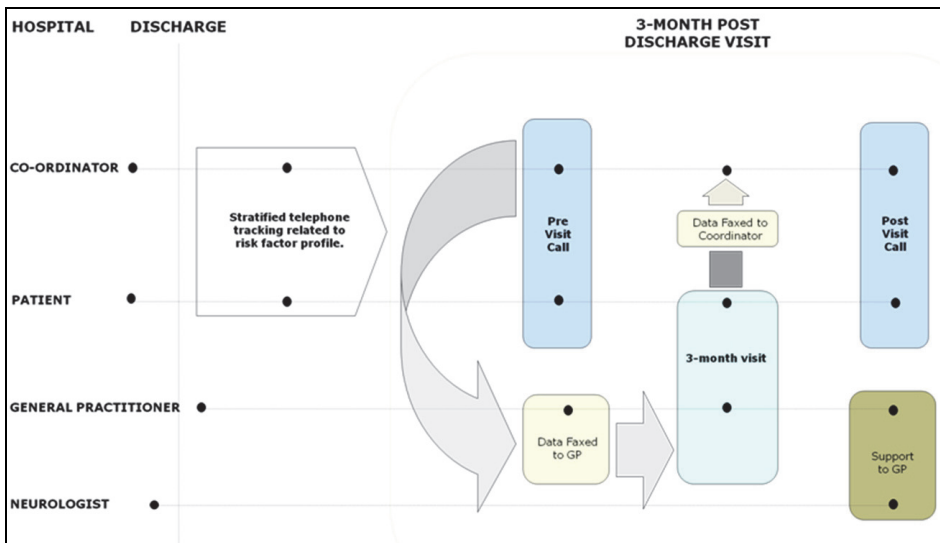 HOSPITAL DISCHARGE
3-MONTH POST
DISCHARGE VISIT
CO-ORDINATOR
Stratified telephone
tracking related to
risk factor profile.
Pre
Visit
Call
Data Faxed to
Coordinator
Post
Visit
Call
PATIENT
3-month visit
GENERAL PRACTITIONER
Data Faxed
to GP
Support
to GP
NEUROLOGIST